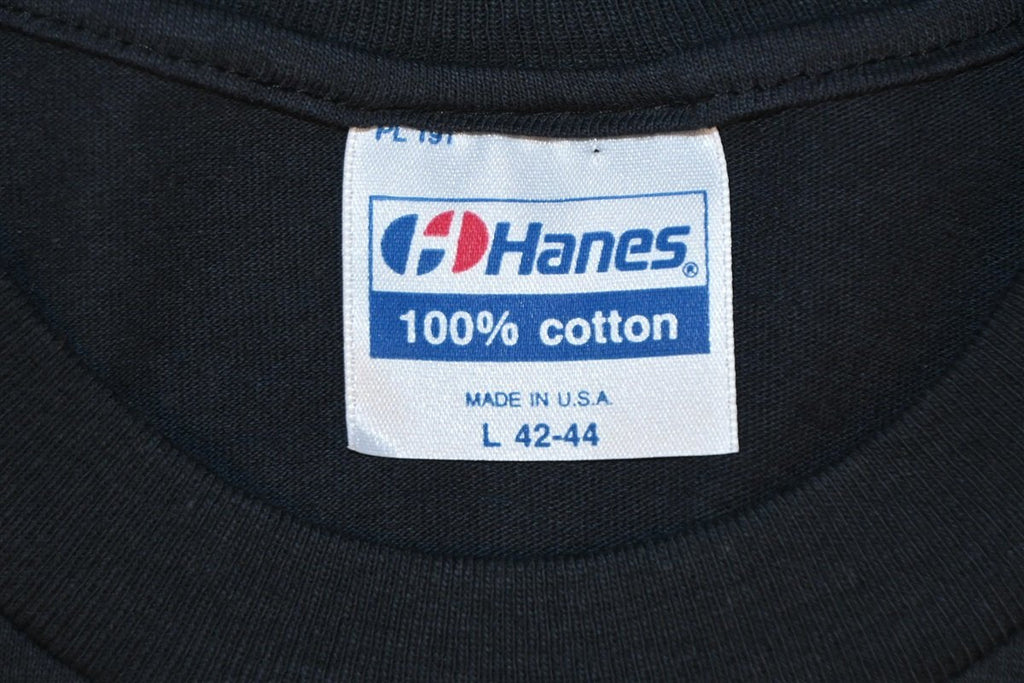 PL 191
Hanes®
100% cotton
MADE IN U.S.A.
L 42-44